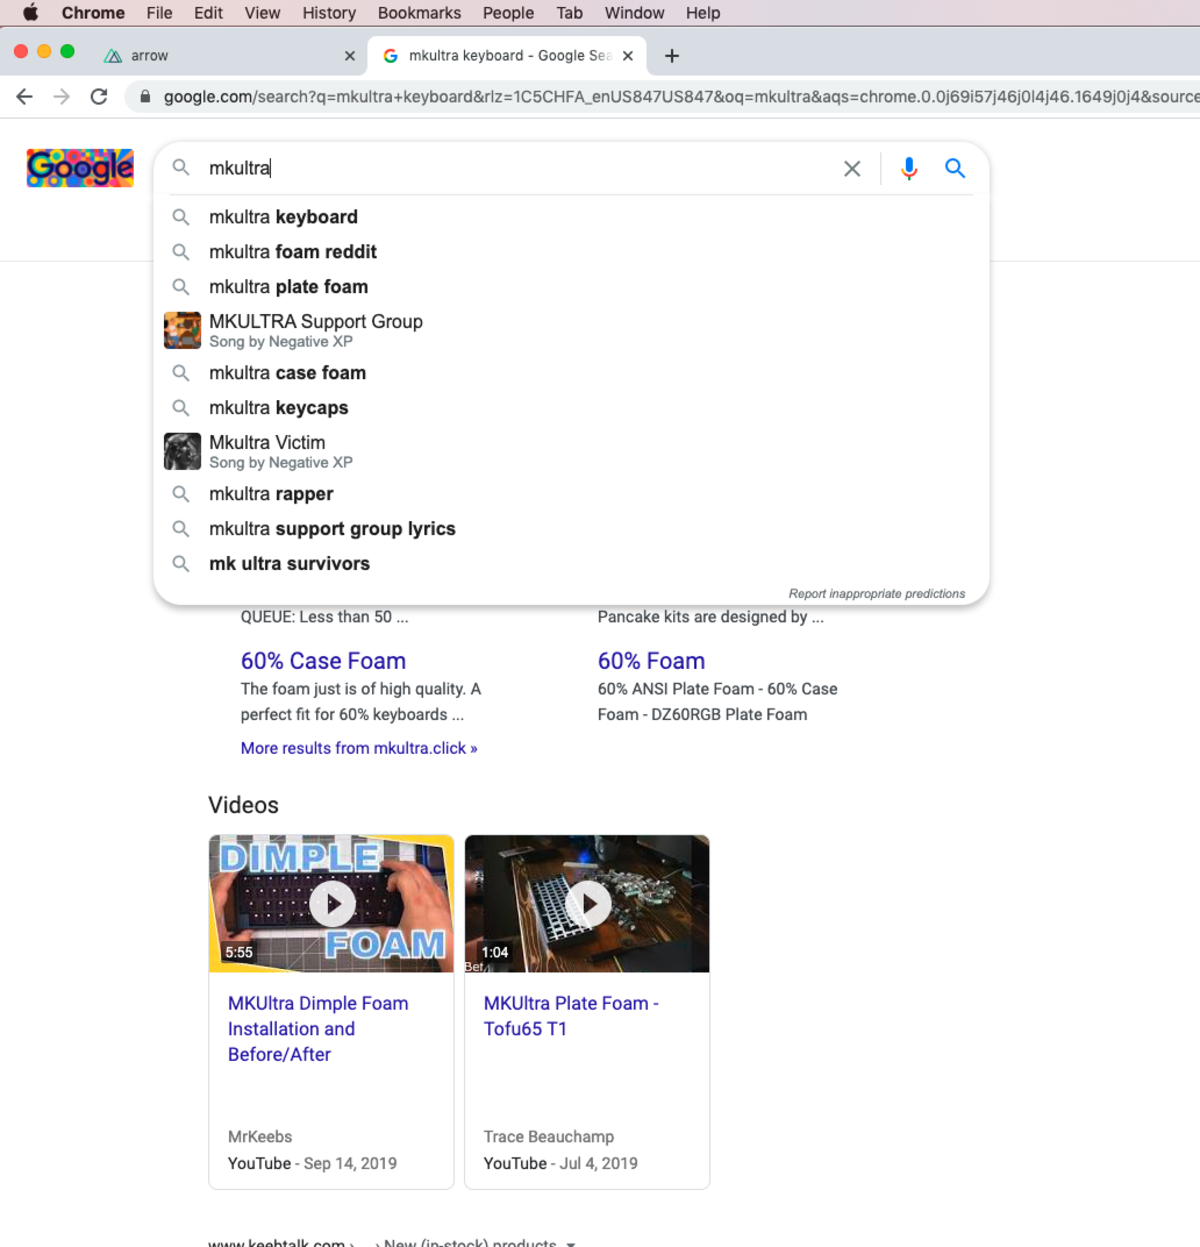 Chrome File Edit View History Bookmarks People Tab Window Help
arrow
mkultra keyboard - Google Sea
google.com/search?q=mkultra+keyboard&rlz=1C5CHFA_enUS847US847&oq=mkultra&aqs=chrome.0.0j69i57j46j0l4j46.1649j0j4&source
Google
mkultra
mkultra keyboard
mkultra foam reddit
mkultra plate foam
MKULTRA Support Group
Song by Negative XP
mkultra case foam
mkultra keycaps
Mkultra Victim
Song by Negative XP
mkultra rapper
mkultra support group lyrics
mk ultra survivors
Report inappropriate predictions
QUEUE: Less than 50 ...
Pancake kits are designed by ...
60% Case Foam
The foam just is of high quality. A
perfect fit for 60% keyboards ...
60% Foam
60% ANSI Plate Foam - 60% Case
Foam - DZ60RGB Plate Foam
More results from mkultra.click »
Videos
DIMPLE
FOAM
5:55
1:04
Bef
MKUltra Dimple Foam
Installation and
Before/After
MrKeebs
YouTube - Sep 14, 2019
MKUltra Plate Foam -
Tofu65 T1
Trace Beauchamp
YouTube - Jul 4, 2019
www.keebtalk.com › ... › New (in-stock) products